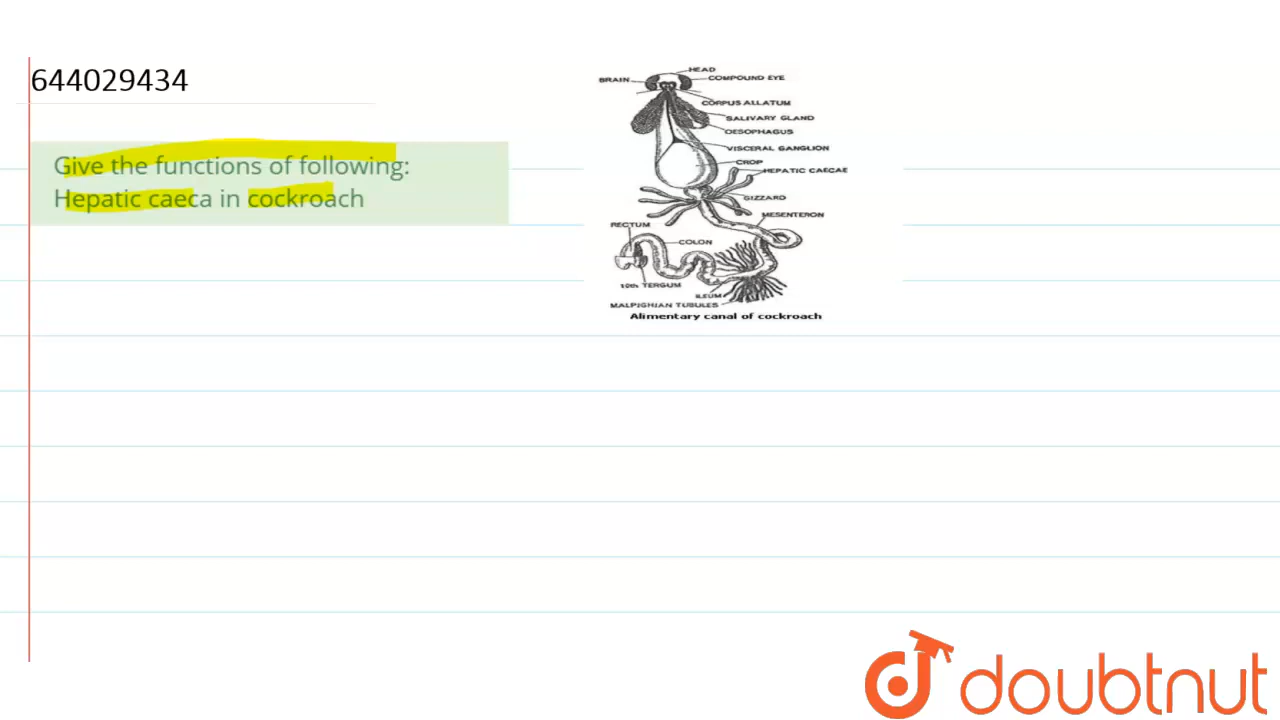 644029434
Give the functions of following:
Hepatic caeca in cockroach
HEAD
BRAIN
COMPOUND EYE
CORPUS ALLATUM
SALIVARY GLAND
OESOPHAGUS
VISCERAL GANGLION
CROP
HEPATIC CAECAE
GIZZARD
MESENTERON
RECTUM
COLON
10th TERGUM
ILEUM
MALPIGHIAN TUBULES
Alimentary canal of cockroach
doubtnut